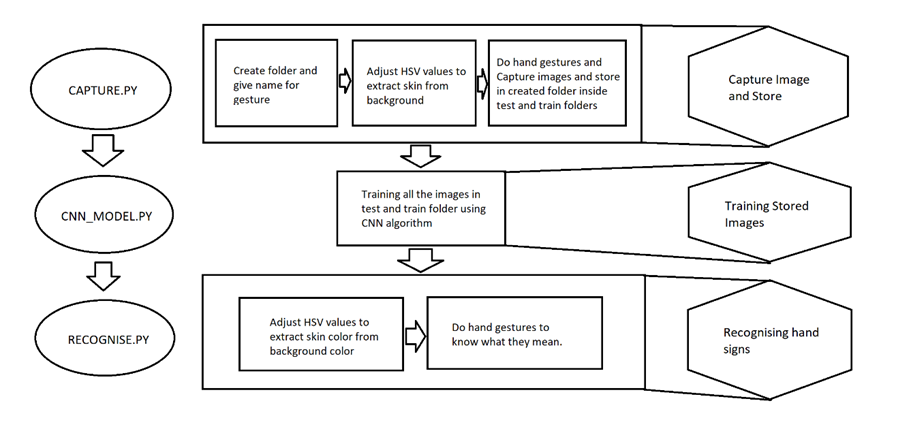 CAPTURE.PY
Create folder and
give name for
gesture
Adjust HSV values to
extract skin from
background
Do hand gestures and
Capture images and store
in created folder inside
test and train folders
Capture Image
and Store
CNN_MODEL.PY
Training all the images in
test and train folder using
CNN algorithm
Training Stored
Images
RECOGNISE.PY
Adjust HSV values to
extract skin color from
background color
Do hand gestures to
know what they mean.
Recognising hand
signs